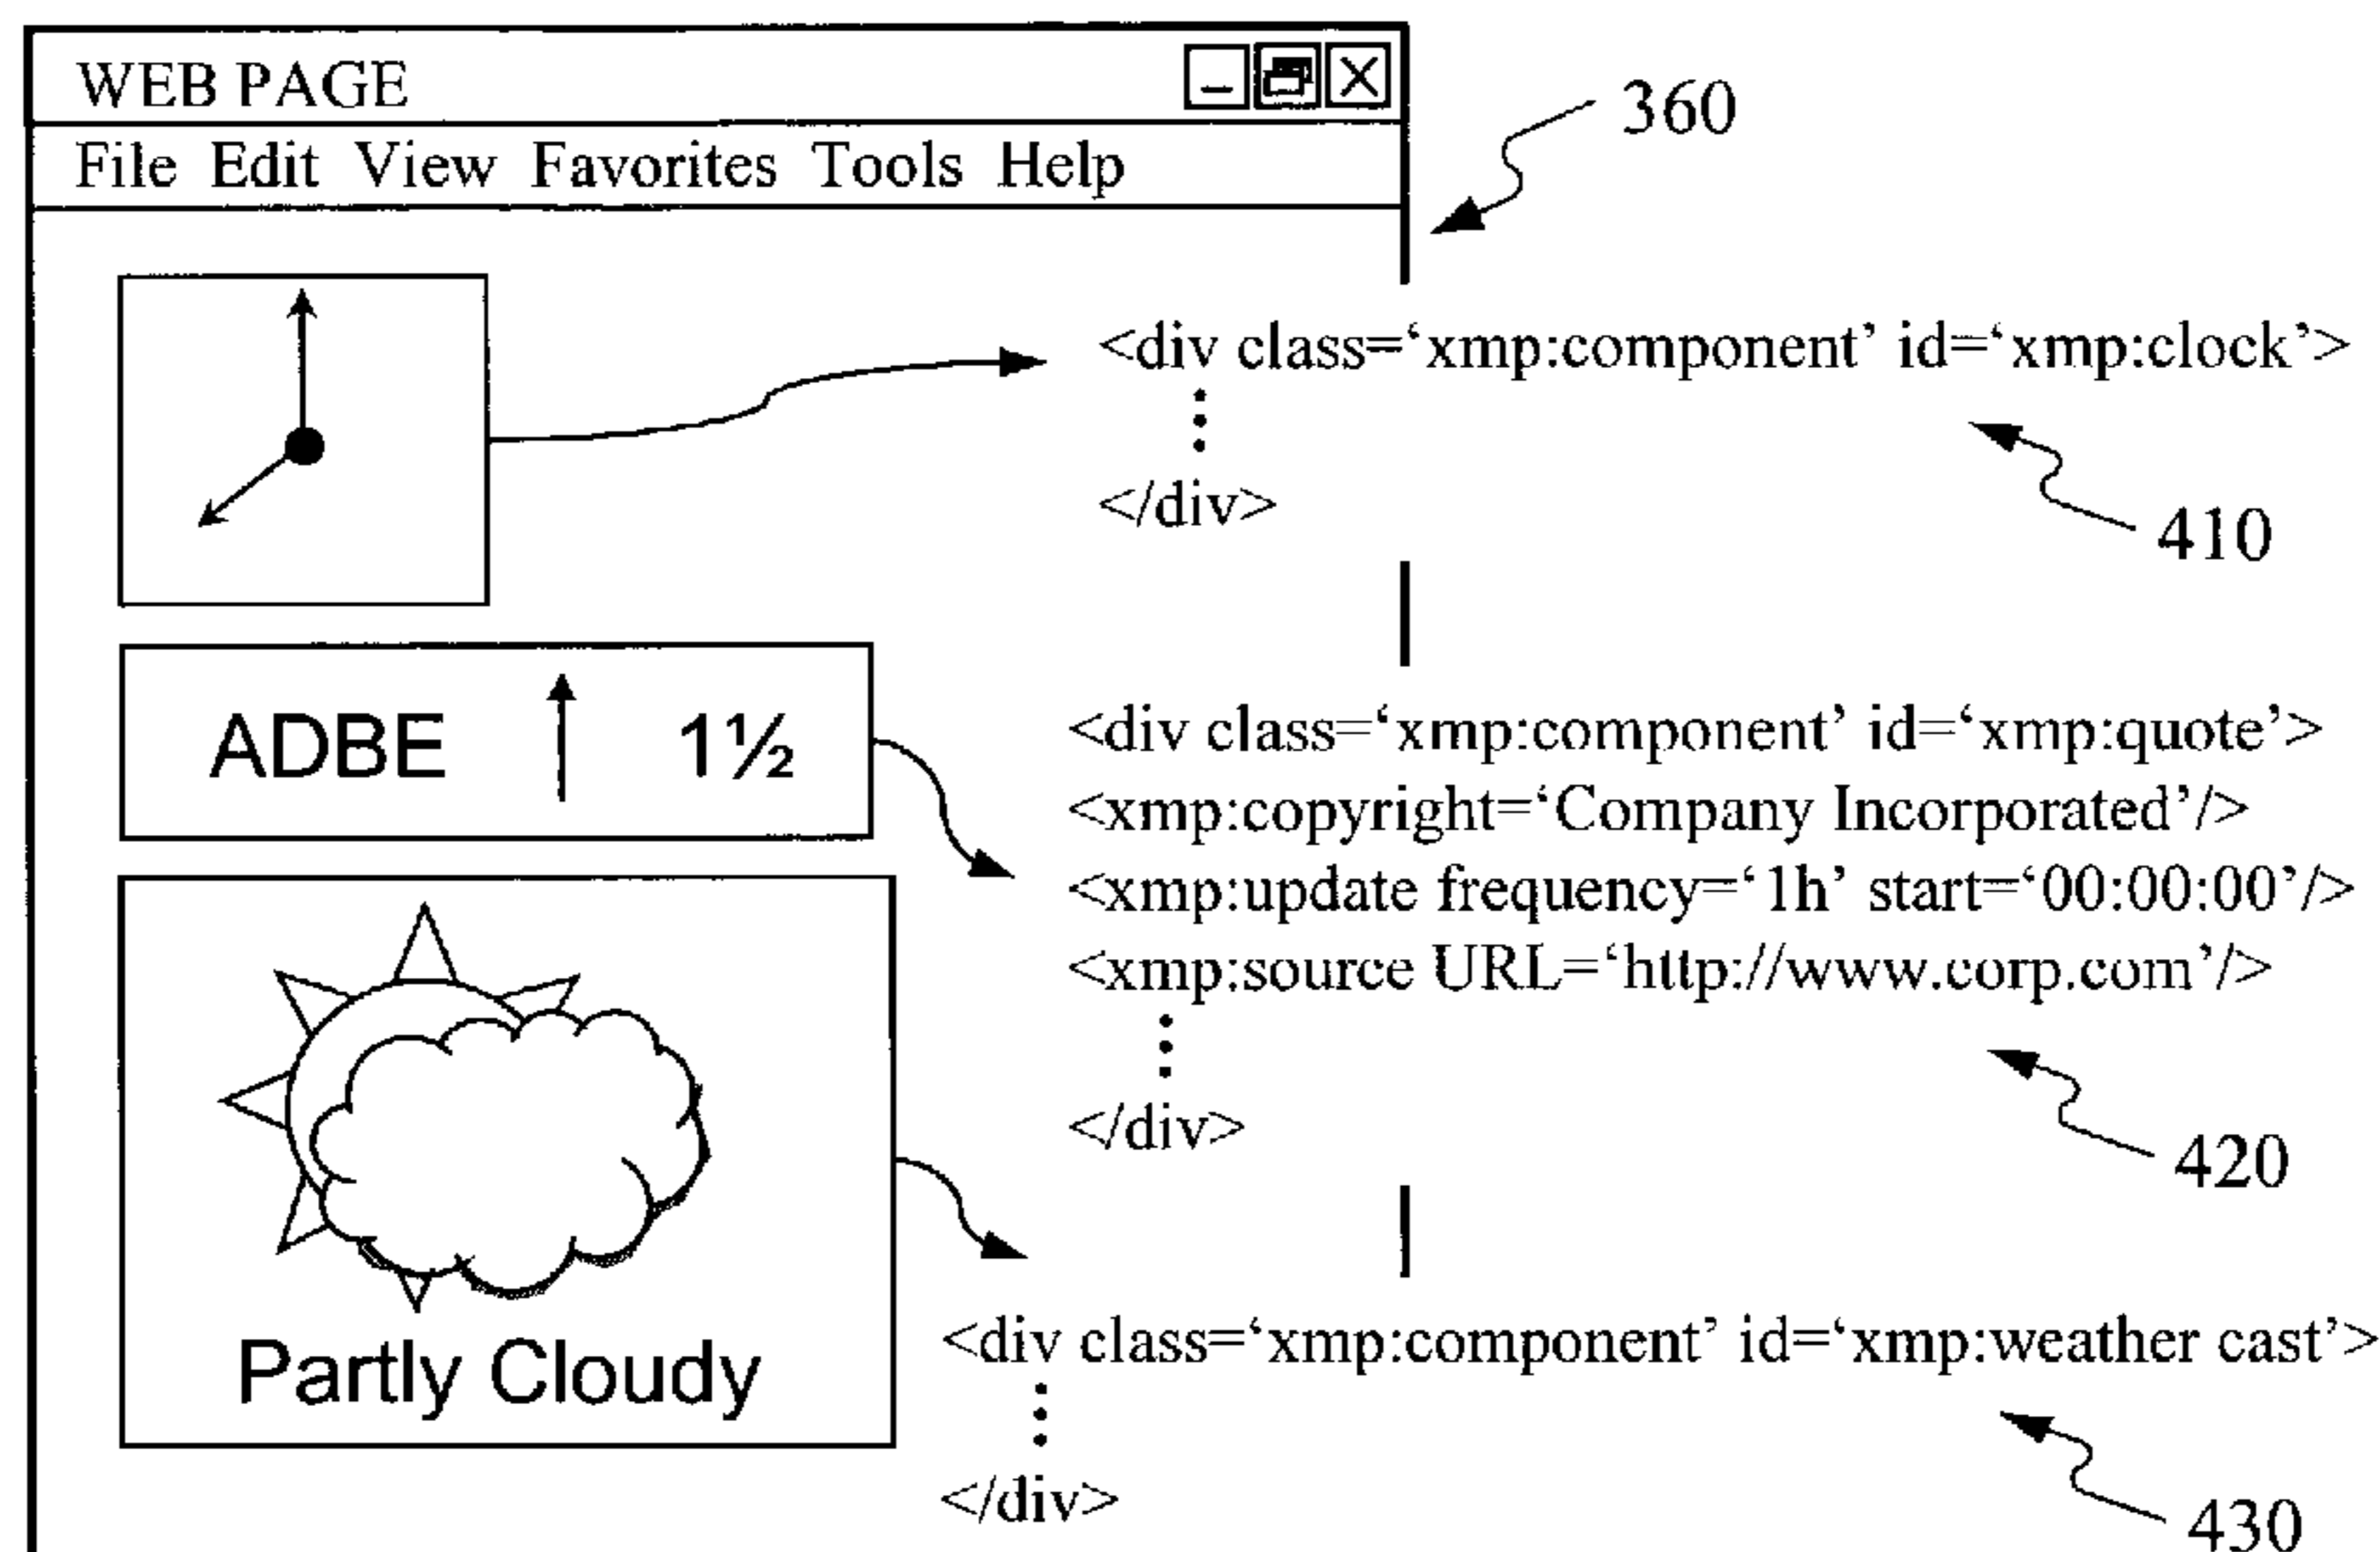 WEB PAGE
File Edit View Favorites Tools Help
360
<div class=‘xmp:component’ id=‘xmp:clock’>
</div>
410
ADBE 1½
<div class=‘xmp:component’ id=‘xmp:quote’>
<xmp:copyright=‘Company Incorporated’/>
<xmp:update frequency=‘1h’ start=‘00:00:00’/>
<xmp:source URL=‘http://www.corp.com’/>
</div>
420
Partly Cloudy
<div class=‘xmp:component’ id=‘xmp:weather cast’>
</div>
430